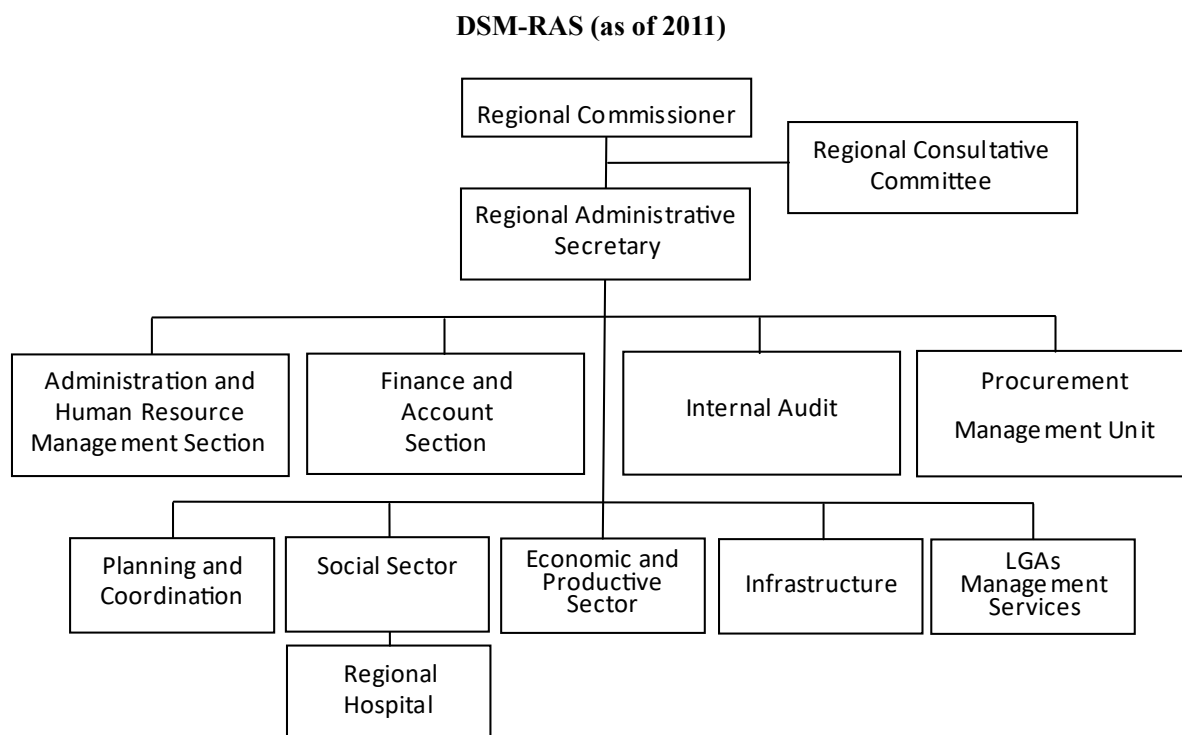 DSM-RAS (as of 2011)
Regional Commissioner
Regional Consultative
Committee
Regional Administrative
Secretary
Administration and
Human Resource
Management Section
Finance and
Account
Section
Internal Audit
Procurement
Management Unit
Planning and
Coordination
Social Sector
Economic and
Productive
Sector
Infrastructure
LGAs
Management
Services
Regional
Hospital